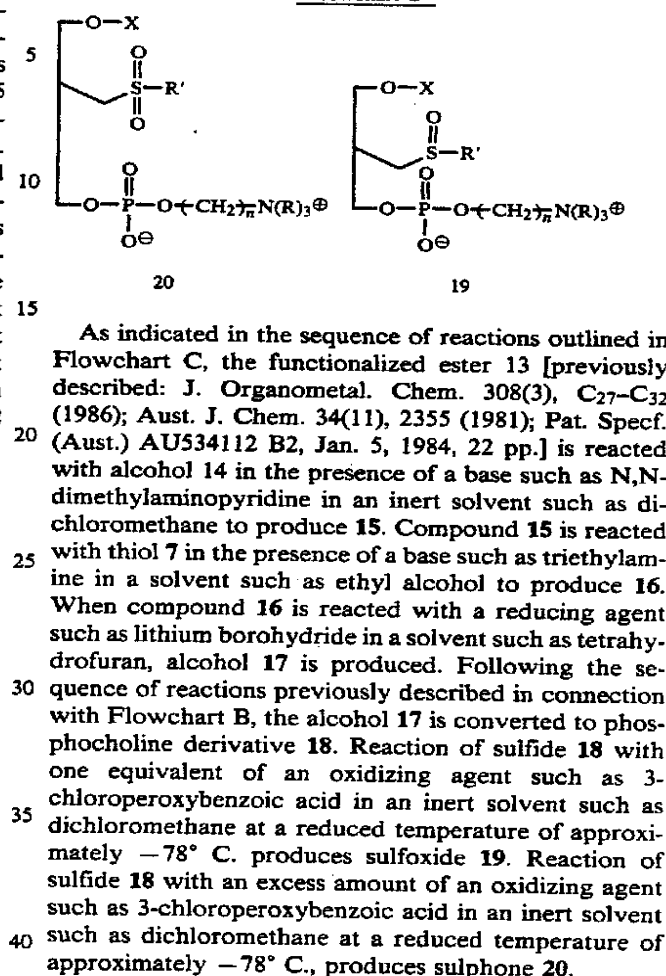 O–X
5
O
S–R'
O
O–X
O
S–R'
10
O
O–P–O–(CH2)n–N(R)3⊕
O⊖
O
O–P–O–(CH2)n–N(R)3⊕
O⊖
20
19
15
As indicated in the sequence of reactions outlined in
Flowchart C, the functionalized ester 13 [previously
described: J. Organometal. Chem. 308(3), C27–C32
(1986); Aust. J. Chem. 34(11), 2355 (1981); Pat. Specf.
20 (Aust.) AU534112 B2, Jan. 5, 1984, 22 pp.] is reacted
with alcohol 14 in the presence of a base such as N,N-
dimethylaminopyridine in an inert solvent such as di-
chloromethane to produce 15. Compound 15 is reacted
25 with thiol 7 in the presence of a base such as triethylam-
ine in a solvent such as ethyl alcohol to produce 16.
When compound 16 is reacted with a reducing agent
such as lithium borohydride in a solvent such as tetrahy-
drofuran, alcohol 17 is produced. Following the se-
30 quence of reactions previously described in connection
with Flowchart B, the alcohol 17 is converted to phos-
phocholine derivative 18. Reaction of sulfide 18 with
one equivalent of an oxidizing agent such as 3-
chloroperoxybenzoic acid in an inert solvent such as
35 dichloromethane at a reduced temperature of approxi-
mately −78° C. produces sulfoxide 19. Reaction of
sulfide 18 with an excess amount of an oxidizing agent
such as 3-chloroperoxybenzoic acid in an inert solvent
40 such as dichloromethane at a reduced temperature of
approximately −78° C., produces sulphone 20.